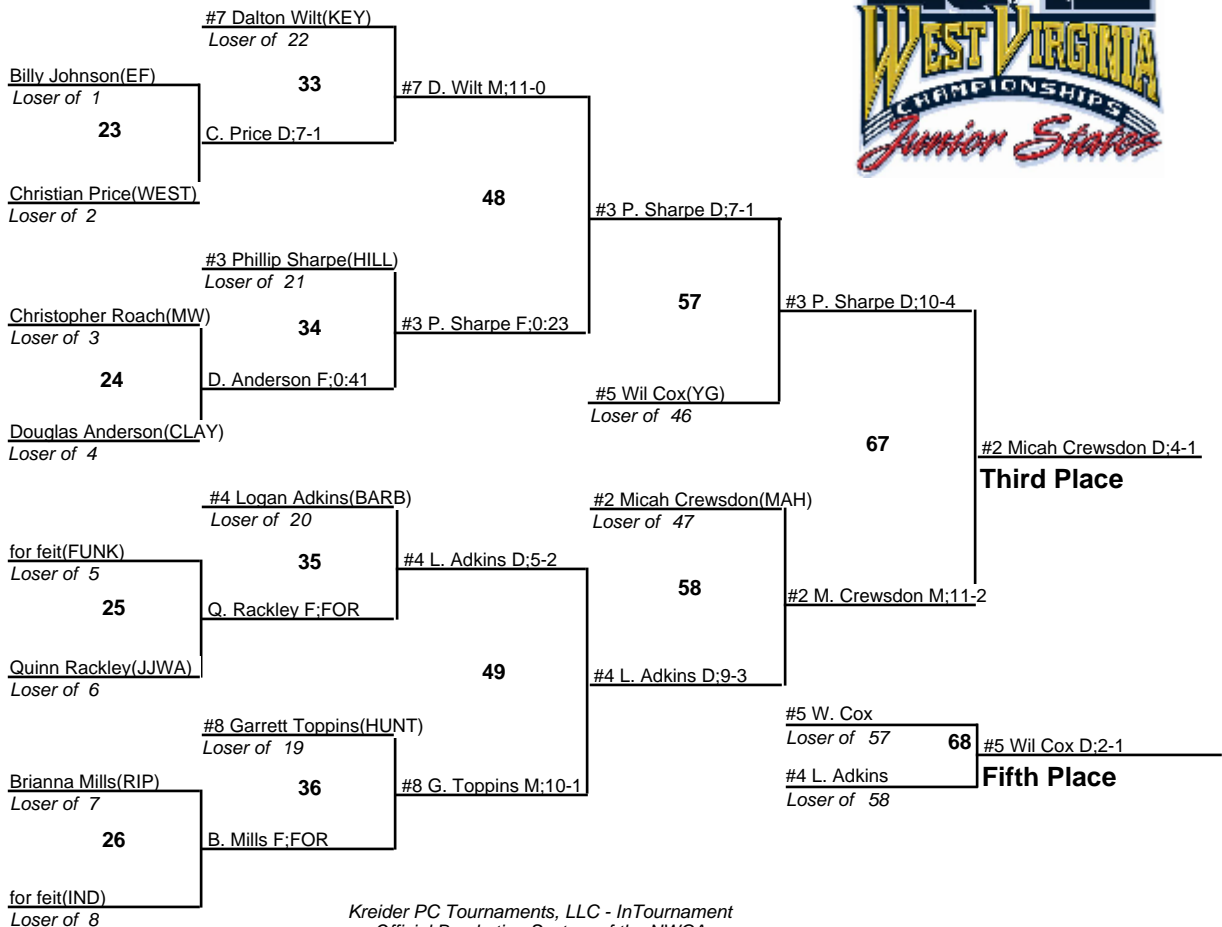 #7 Dalton Wilt(KEY)
Loser of 22
WEST VIRGINIA
CHAMPIONSHIPS
Junior States
Billy Johnson(EF)
Loser of 1
33
#7 D. Wilt M;11-0
23
C. Price D;7-1
Christian Price(WEST)
Loser of 2
48
#3 P. Sharpe D;7-1
#3 Phillip Sharpe(HILL)
Loser of 21
57
#3 P. Sharpe D;10-4
Christopher Roach(MW)
Loser of 3
34
#3 P. Sharpe F;0:23
24
D. Anderson F;0:41
#5 Wil Cox(YG)
Loser of 46
Douglas Anderson(CLAY)
Loser of 4
67
#2 Micah Crewsdon D;4-1
Third Place
#4 Logan Adkins(BARB)
Loser of 20
#2 Micah Crewsdon(MAH)
Loser of 47
for feit(FUNK)
Loser of 5
35
#4 L. Adkins D;5-2
58
#2 M. Crewsdon M;11-2
25
Q. Rackley F;FOR
Quinn Rackley(JJWA)
Loser of 6
49
#4 L. Adkins D;9-3
#8 Garrett Toppins(HUNT)
Loser of 19
#5 W. Cox
Loser of 57
68
#5 Wil Cox D;2-1
Fifth Place
Brianna Mills(RIP)
Loser of 7
36
#8 G. Toppins M;10-1
#4 L. Adkins
Loser of 58
26
B. Mills F;FOR
for feit(IND)
Loser of 8
Kreider PC Tournaments, LLC - InTournament